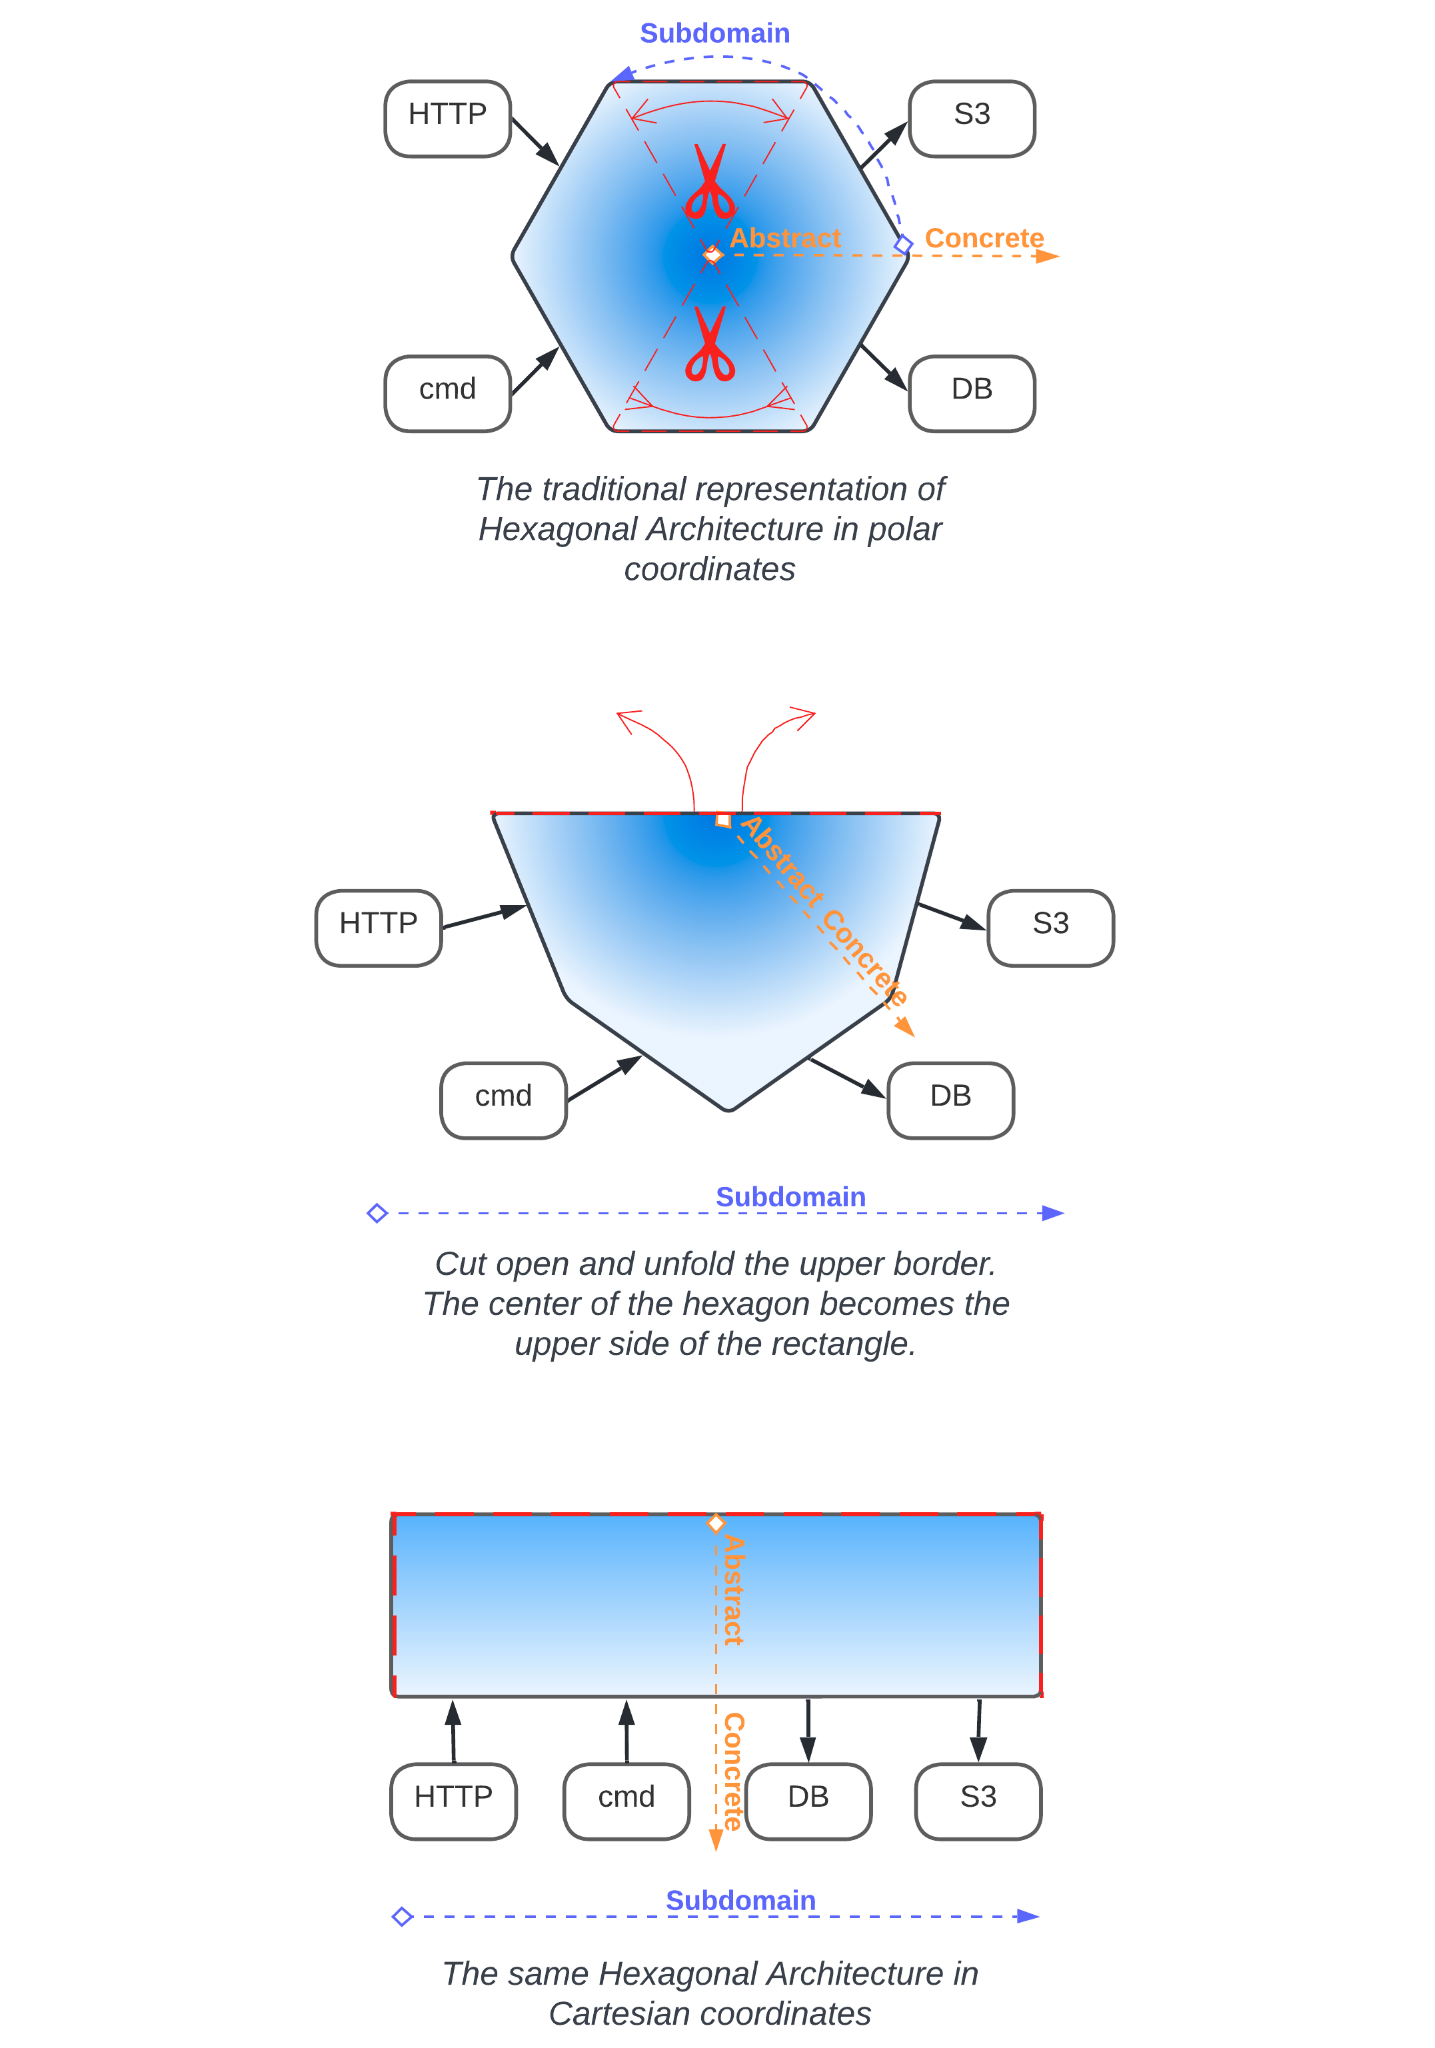 Subdomain
HTTP
S3
Abstract
Concrete
cmd
DB
The traditional representation of
Hexagonal Architecture in polar
coordinates
Abstract
Concrete
HTTP
S3
cmd
DB
Subdomain
Cut open and unfold the upper border.
The center of the hexagon becomes the
upper side of the rectangle.
Abstract
Concrete
HTTP
cmd
DB
S3
Subdomain
The same Hexagonal Architecture in
Cartesian coordinates